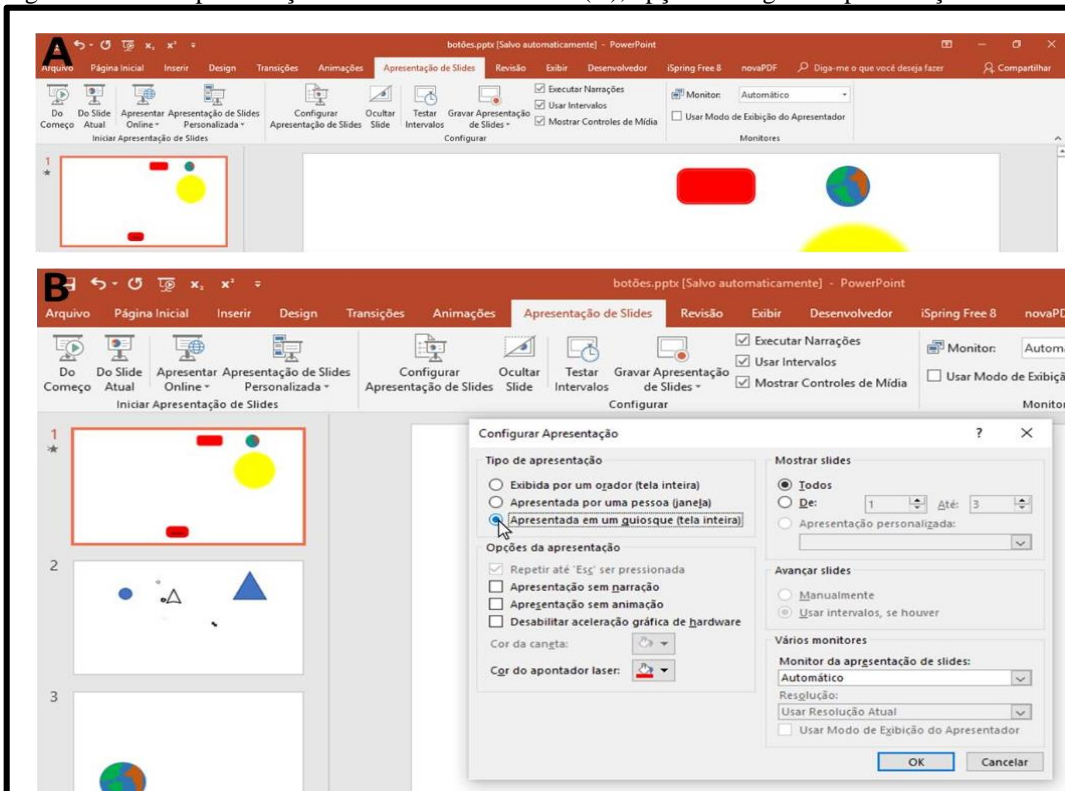 A
botões.pptx [Salvo automaticamente] - PowerPoint
Arquivo Página Inicial Inserir Design Transições Animações Apresentação de Slides Revisão Exibir Desenvolvedor iSpring Free 8 novaPDF Diga-me o que você deseja fazer Compartilhar
Do Começo
Do Slide Atual
Apresentar Online
Apresentação de Slides Personalizada
Configurar Apresentação de Slides
Ocultar Slide
Testar Intervalos
Gravar Apresentação de Slides
Executar Narrações
Usar Intervalos
Mostrar Controles de Mídia
Monitor: Automático
Usar Modo de Exibição do Apresentador
Iniciar Apresentação de Slides Configurar Monitores
1
B
botões.pptx [Salvo automaticamente] - PowerPoint
Arquivo Página Inicial Inserir Design Transições Animações Apresentação de Slides Revisão Exibir Desenvolvedor iSpring Free 8
Do Começo
Do Slide Atual
Apresentar Online
Apresentação de Slides Personalizada
Configurar Apresentação de Slides
Ocultar Slide
Testar Intervalos
Gravar Apresentação de Slides
Executar Narrações
Usar Intervalos
Mostrar Controles de Mídia
Monitor:
Usar Modo de
Iniciar Apresentação de Slides Configurar
1
2
3
Configurar Apresentação ? X
Tipo de apresentação
Exibida por um orador (tela inteira)
Apresentada por uma pessoa (janela)
Apresentada em um quiosque (tela inteira)
Opções da apresentação
Repetir até 'Esc' ser pressionada
Apresentação sem narração
Apresentação sem animação
Desabilitar aceleração gráfica de hardware
Cor da caneta:
Cor do apontador laser:
Mostrar slides
Todos
De: 1 Até: 3
Apresentação personalizada:
Avançar slides
Manualmente
Usar intervalos, se houver
Vários monitores
Monitor da apresentação de slides:
Automático
Resolução:
Usar Resolução Atual
Usar Modo de Exibição do Apresentador
OK Cancelar